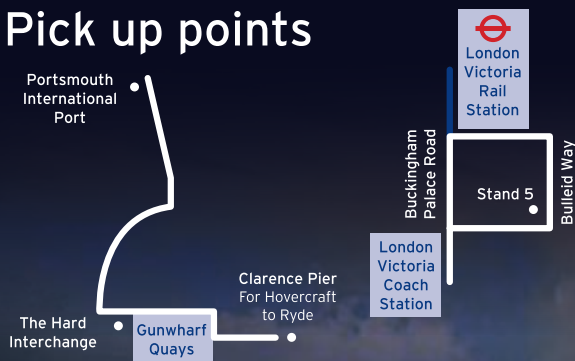 Pick up points
Portsmouth
International
Port
The Hard
Interchange
Gunwharf
Quays
Clarence Pier
For Hovercraft
to Ryde
London
Victoria
Rail
Station
Buckingham
Palace Road
Bulleid Way
Stand 5
London
Victoria
Coach
Station